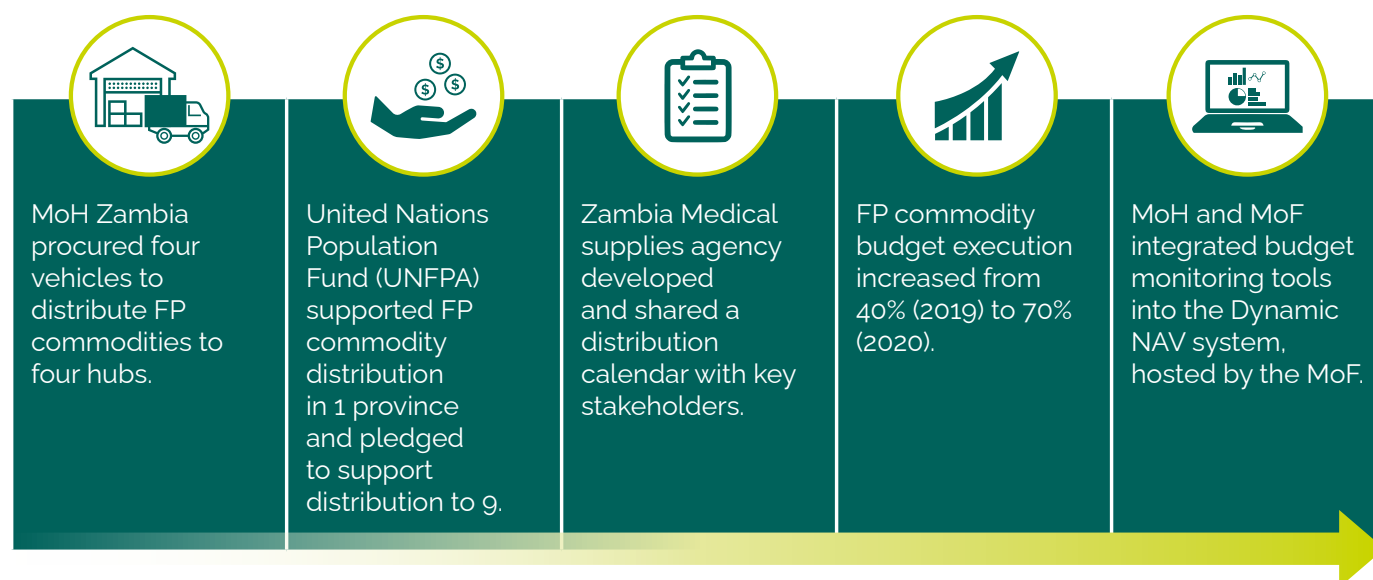 MoH Zambia
procured four
vehicles to
distribute FP
commodities to
four hubs.
$
$
$
United Nations
Population
Fund (UNFPA)
supported FP
commodity
distribution
in 1 province
and pledged
to support
distribution to 9.
Zambia Medical
supplies agency
developed
and shared a
distribution
calendar with key
stakeholders.
FP commodity
budget execution
increased from
40% (2019) to 70%
(2020).
MoH and MoF
integrated budget
monitoring tools
into the Dynamic
NAV system,
hosted by the MoF.